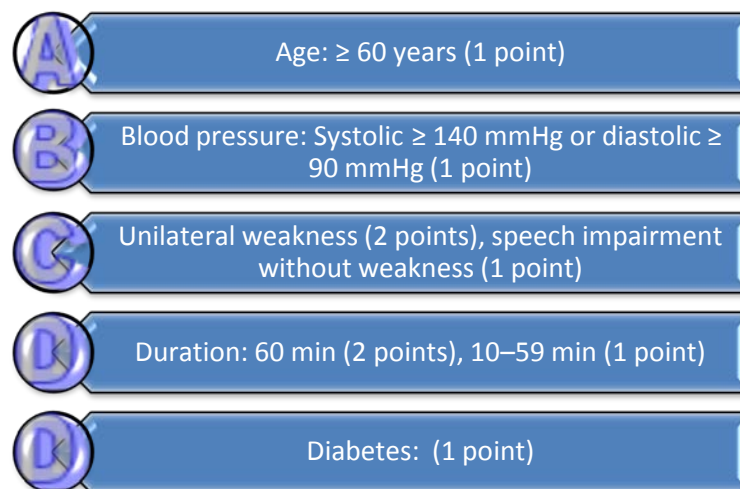 A
Age: ≥ 60 years (1 point)
B
Blood pressure: Systolic ≥ 140 mmHg or diastolic ≥
90 mmHg (1 point)
C
Unilateral weakness (2 points), speech impairment
without weakness (1 point)
D
Duration: 60 min (2 points), 10–59 min (1 point)
D
Diabetes: (1 point)